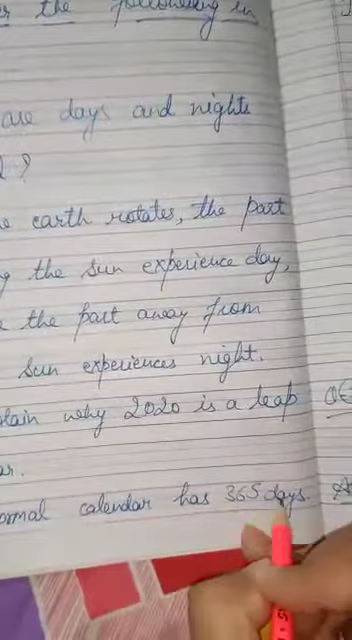 the following in
are days and nights
?
earth rotates, the part
the sun experience day,
the part away from
sun experiences night.
why 2020 is a leap
calendar has 365 days.